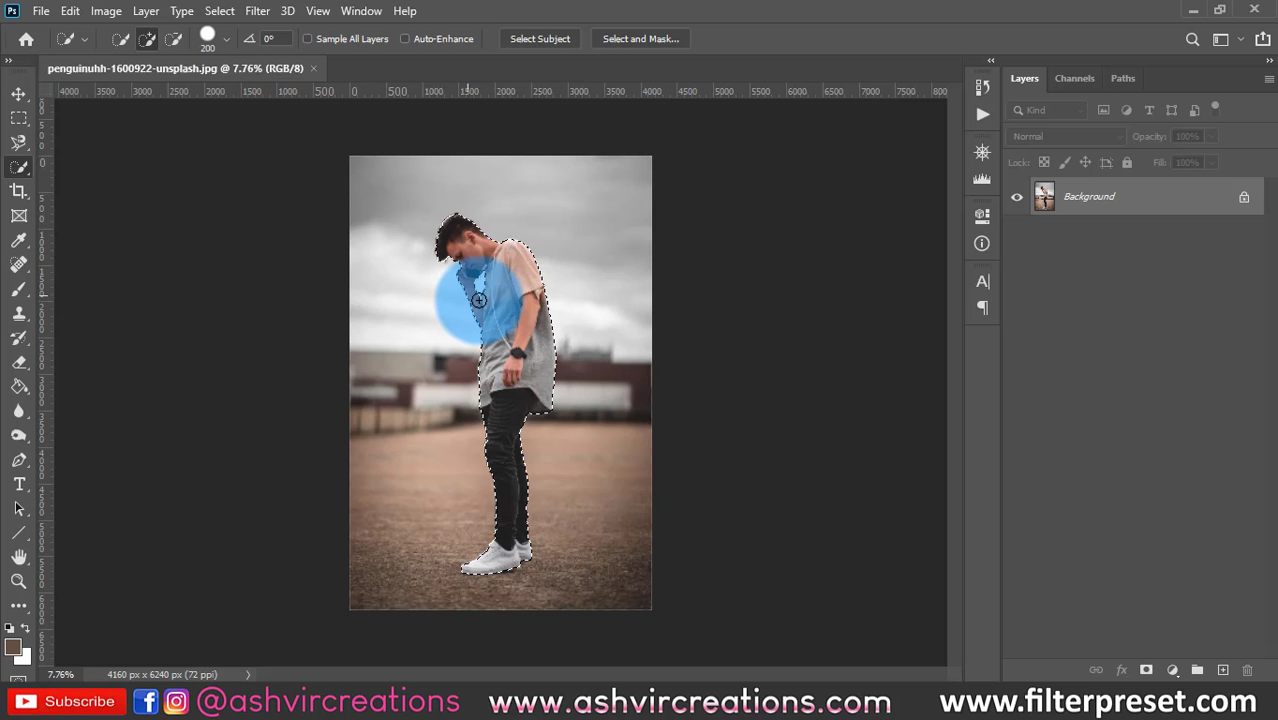 Ps File Edit Image Layer Type Select Filter 3D View Window Help
200 0° Sample All Layers Auto-Enhance Select Subject Select and Mask...
penguinuhh-1600922-unsplash.jpg @ 7.76% (RGB/8) ×
4000 3500 3000 2500 2000 1500 1000 500 0 500 1000 1500 2000 2500 3000 3500 4000 4500 5000 5500 6000 6500 7000 7500 800
Layers Channels Paths
Kind
Normal Opacity: 100%
Lock: Fill: 100%
Background
7.76% 4160 px x 6240 px (72 ppi)
Subscribe @ashvircreations www.ashvircreations.com www.filterpreset.com